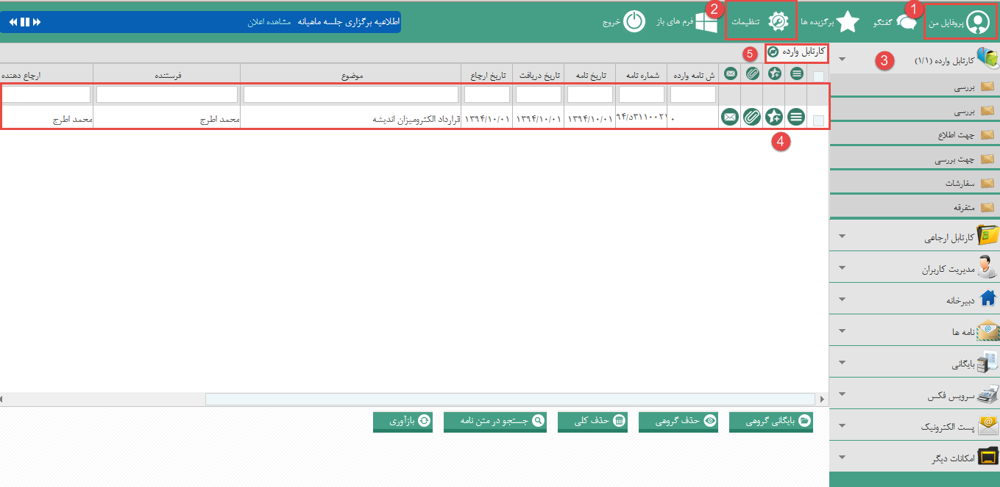 پروفایل من
1
گفتگو
برگزیده ها
تنظیمات
2
فرم های باز
خروج
اطلاعیه برگزاری جلسه ماهیانه مشاهده اعلان
کارتابل وارده (۱/۱)
3
بررسی
بررسی
جهت اطلاع
جهت بررسی
سفارشات
متفرقه
کارتابل ارجاعی
مدیریت کاربران
دبیرخانه
نامه ها
بایگانی
سرویس فکس
پست الکترونیک
امکانات دیگر
کارتابل وارده
5
ش نامه وارده شماره نامه تاریخ نامه تاریخ دریافت تاریخ ارجاع موضوع فرستنده ارجاع دهنده
۰ ۹۴/د۳۱۱۰۰۲۱ ۱۳۹۴/۱۰/۰۱ ۱۳۹۴/۱۰/۰۱ ۱۳۹۴/۱۰/۰۱ قرارداد الکترومیزان اندیشه محمد اطرج محمد اطرج
4
بایگانی گروهی
حذف گروهی
حذف کلی
جستجو در متن نامه
بازآوری